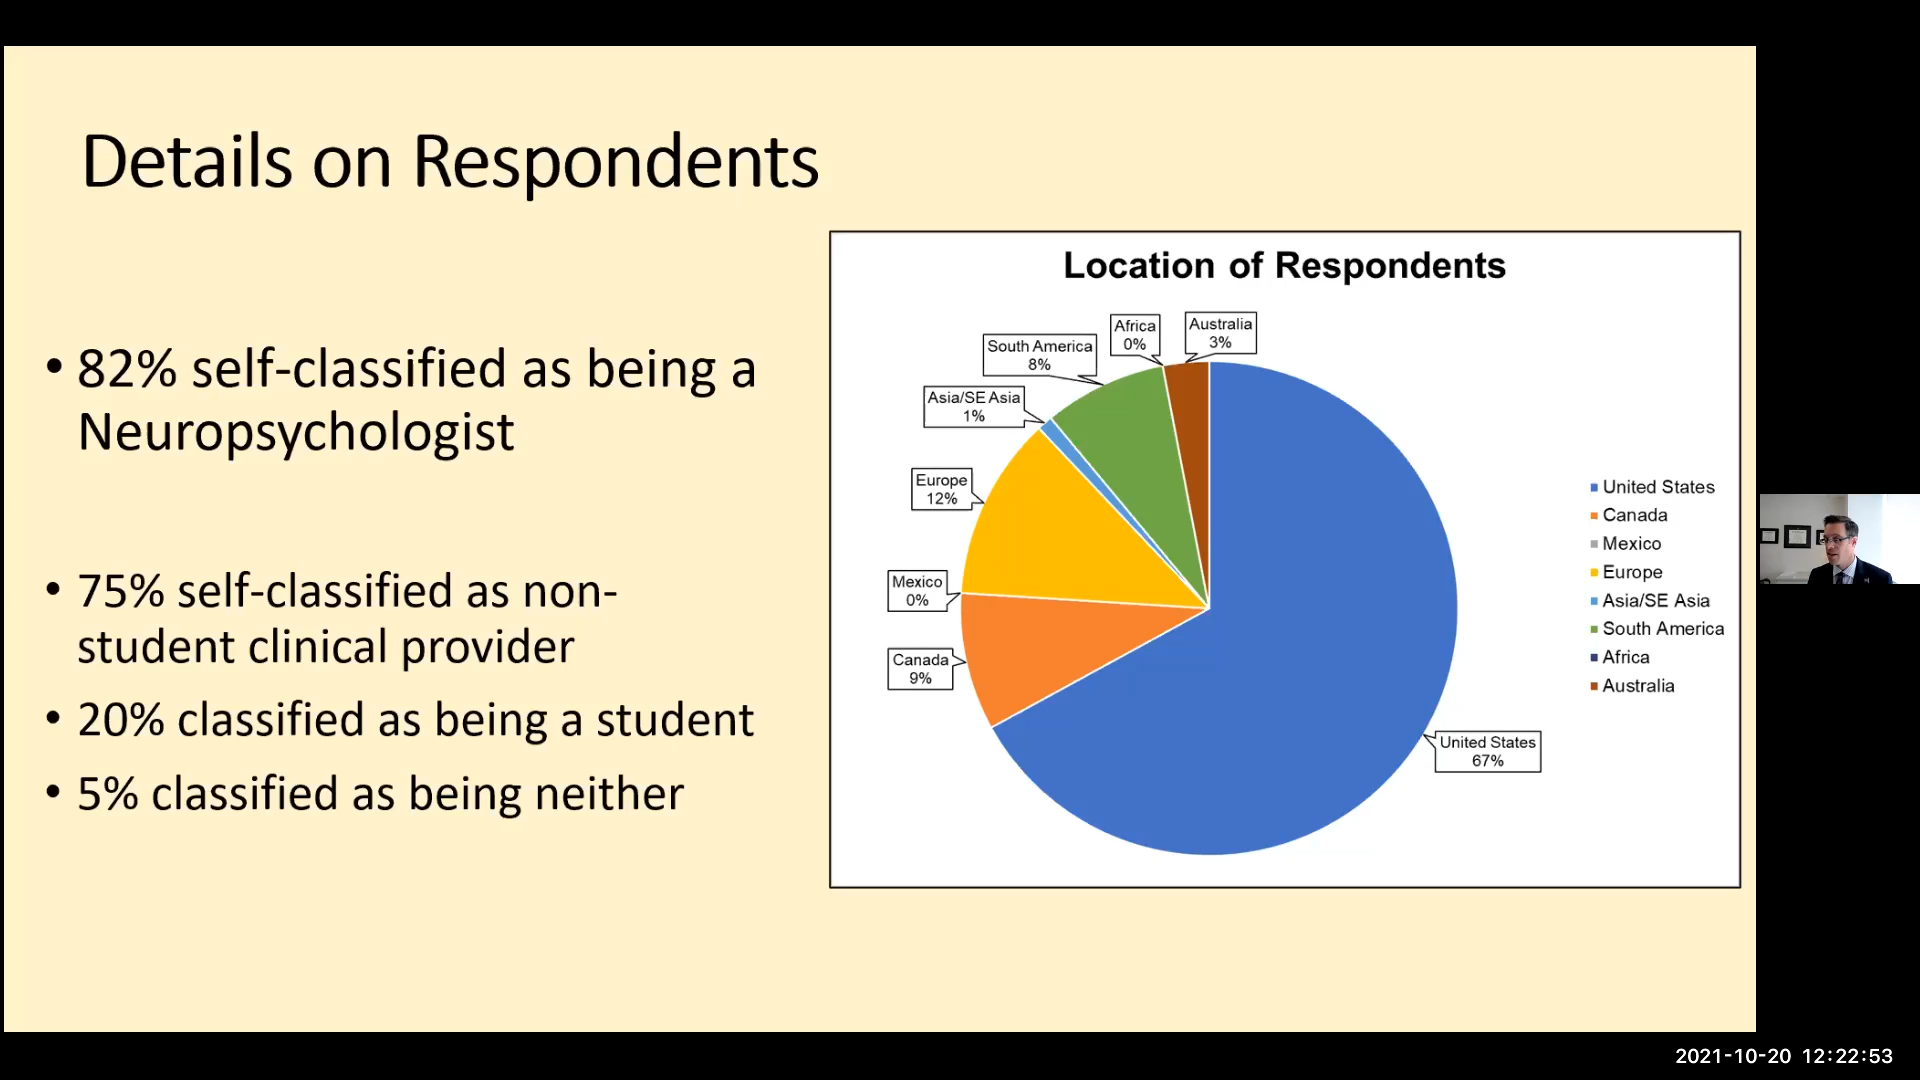 Details on Respondents
• 82% self-classified as being a
Neuropsychologist
• 75% self-classified as non-
student clinical provider
• 20% classified as being a student
• 5% classified as being neither
Location of Respondents
Africa
0%
Australia
3%
South America
8%
Asia/SE Asia
1%
Europe
12%
Mexico
0%
Canada
9%
United States
67%
United States
Canada
Mexico
Europe
Asia/SE Asia
South America
Africa
Australia
2021-10-20 12:22:53